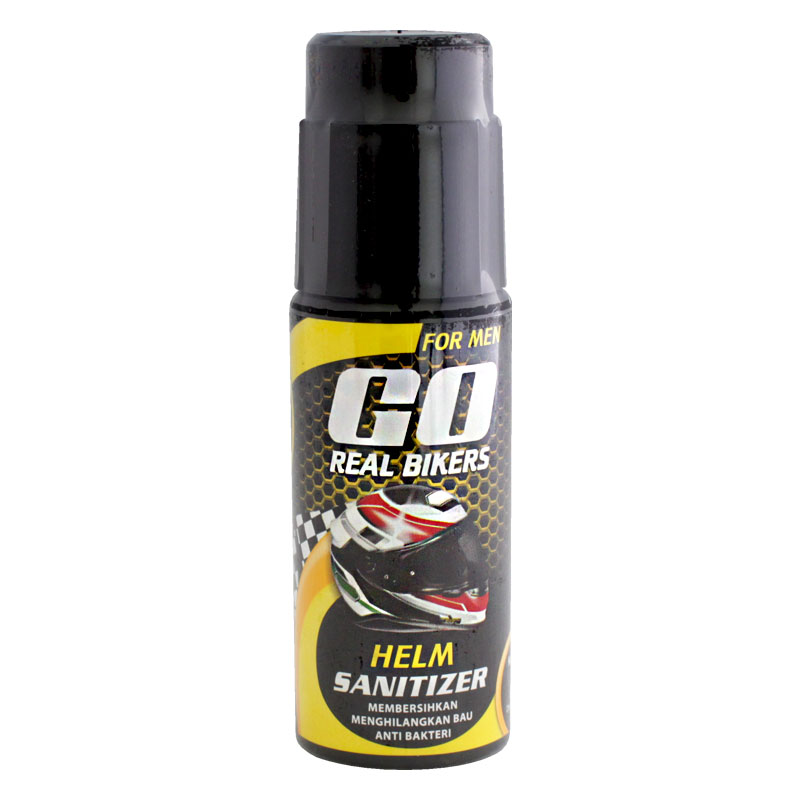 FOR MEN
GO
REAL BIKERS
HELM
SANITIZER
MEMBERSIHKAN
MENGHILANGKAN BAU
ANTI BAKTERI